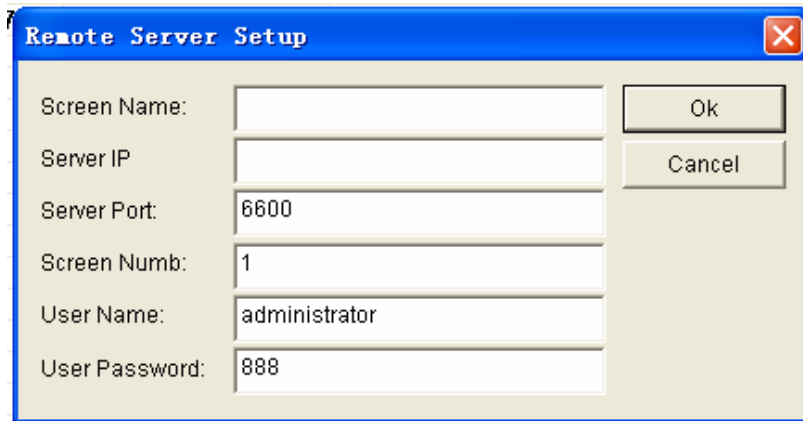 Remote Server Setup
Screen Name:
Ok
Server IP
Cancel
Server Port: 6600
Screen Numb: 1
User Name: administrator
User Password: 888